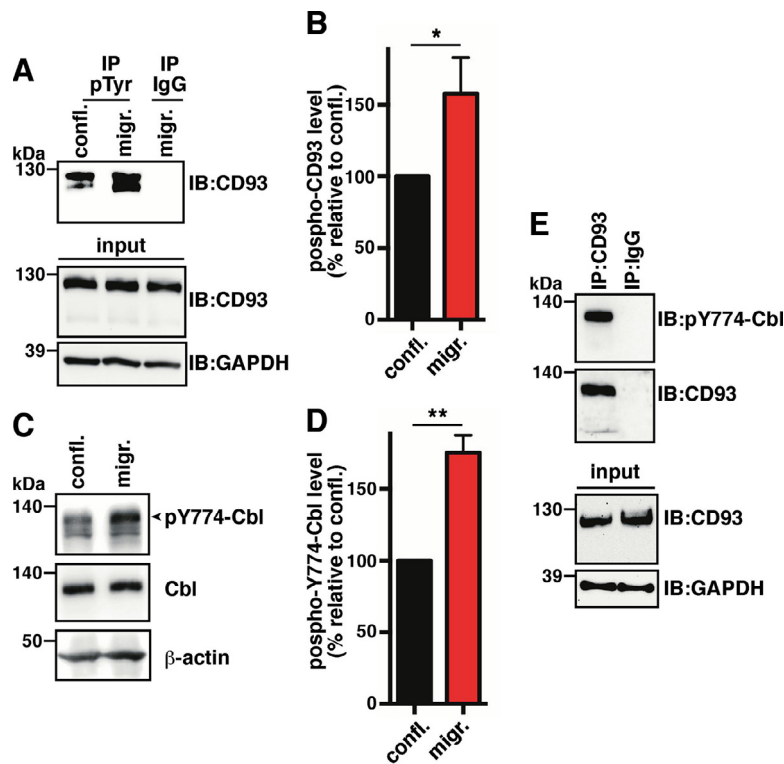 A
IP
pTyr
IP
IgG
confl.
migr.
migr.
kDa
130
IB:CD93
input
130
IB:CD93
39
IB:GAPDH
B
*
pospho-CD93 level
(% relative to confl.)
150
100
50
0
confl.
migr.
C
confl.
migr.
kDa
140
pY774-Cbl
140
Cbl
50
β-actin
D
**
pospho-Y774-Cbl level
(% relative to confl.)
150
100
50
0
confl.
migr.
E
IP:CD93
IP:IgG
kDa
140
IB:pY774-Cbl
140
IB:CD93
input
130
IB:CD93
39
IB:GAPDH